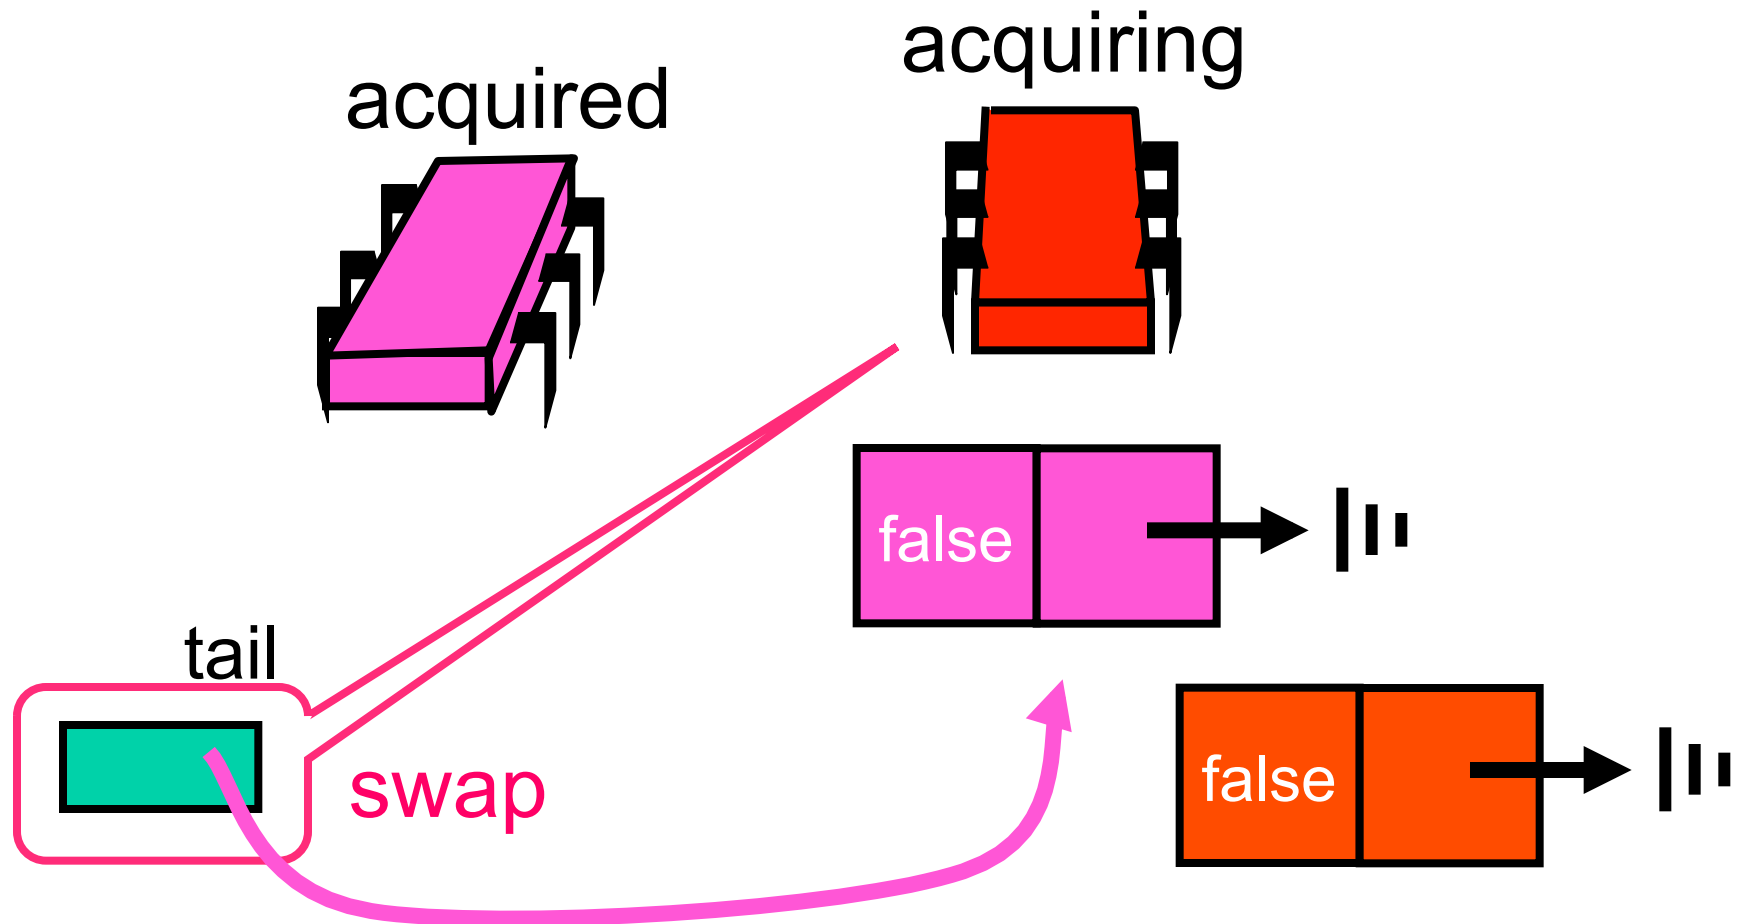 acquiring
acquired
false
tail
false
swap